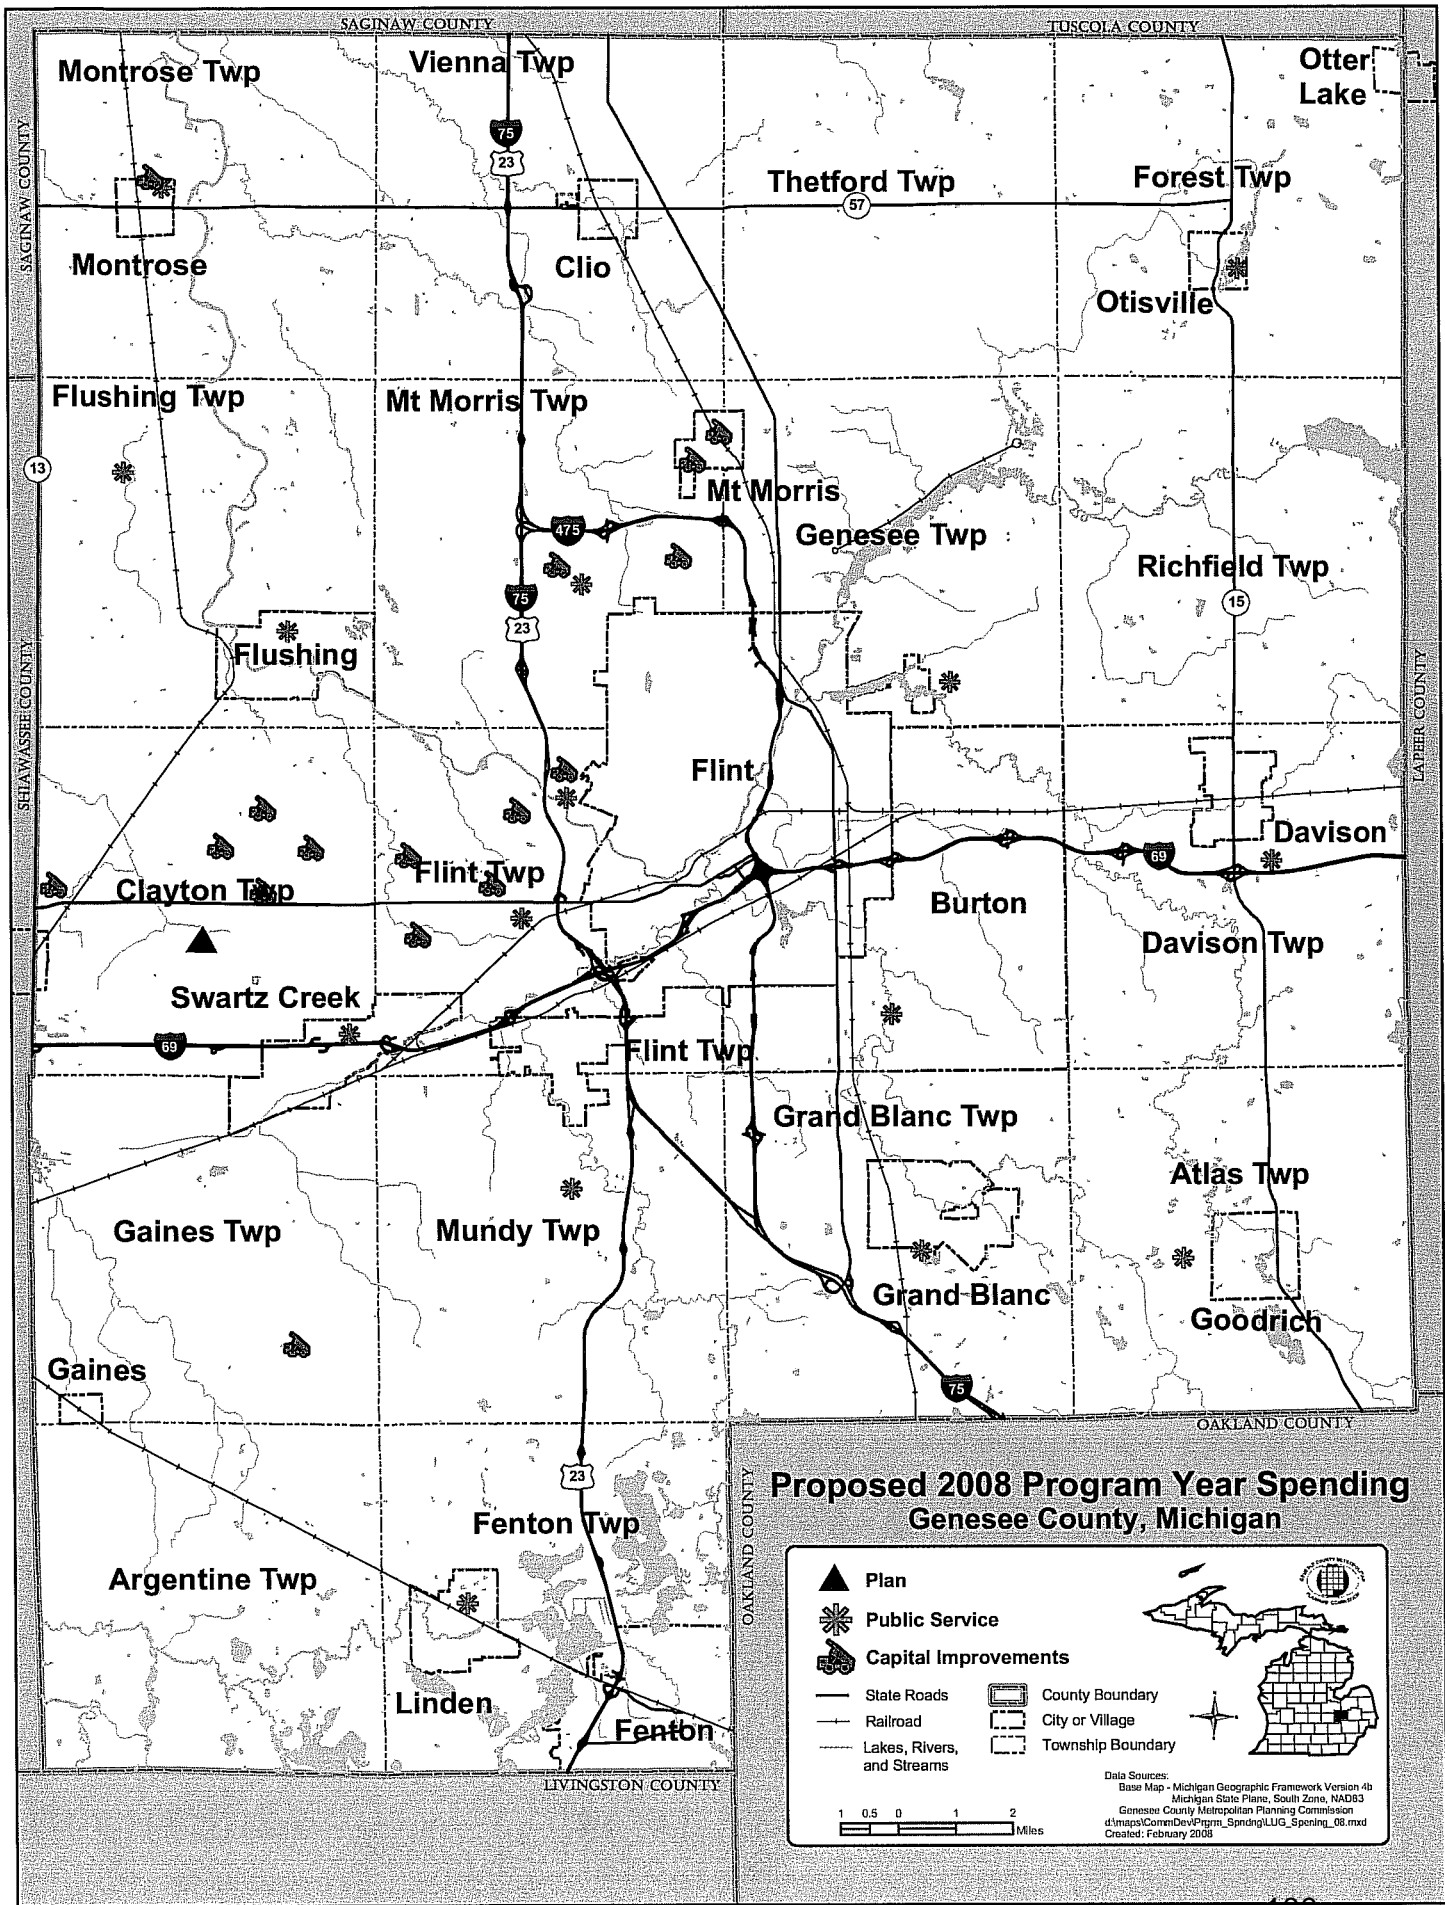 SAGINAW COUNTY
TUSCOLA COUNTY
Montrose Twp
Vienna Twp
Otter
Lake
75
23
SAGINAW COUNTY
Thetford Twp
Forest Twp
57
Montrose
Clio
Otisville
Flushing Twp
Mt Morris Twp
13
Mt Morris
475
Genesee Twp
Richfield Twp
75
15
23
Flushing
SHIAWASSEE COUNTY
LAPEER COUNTY
Flint
Davison
69
Flint Twp
Clayton Twp
Burton
Davison Twp
Swartz Creek
69
Flint Twp
Grand Blanc Twp
Atlas Twp
Gaines Twp
Mundy Twp
Grand Blanc
Goodrich
Gaines
75
OAKLAND COUNTY
23
OAKLAND COUNTY
Proposed 2008 Program Year Spending
Genesee County, Michigan
Fenton Twp
Argentine Twp
Linden
Fenton
LIVINGSTON COUNTY
Plan
Public Service
Capital Improvements
State Roads
County Boundary
Railroad
City or Village
Lakes, Rivers,
and Streams
Township Boundary
Data Sources:
Base Map - Michigan Geographic Framework Version 4b
Michigan State Plane, South Zone, NAD83
Genesee County Metropolitan Planning Commission
d:\maps\CommDev\Prgrm_Spndng\LUG_Spening_08.mxd
Created: February 2008
1 0.5 0 1 2
Miles